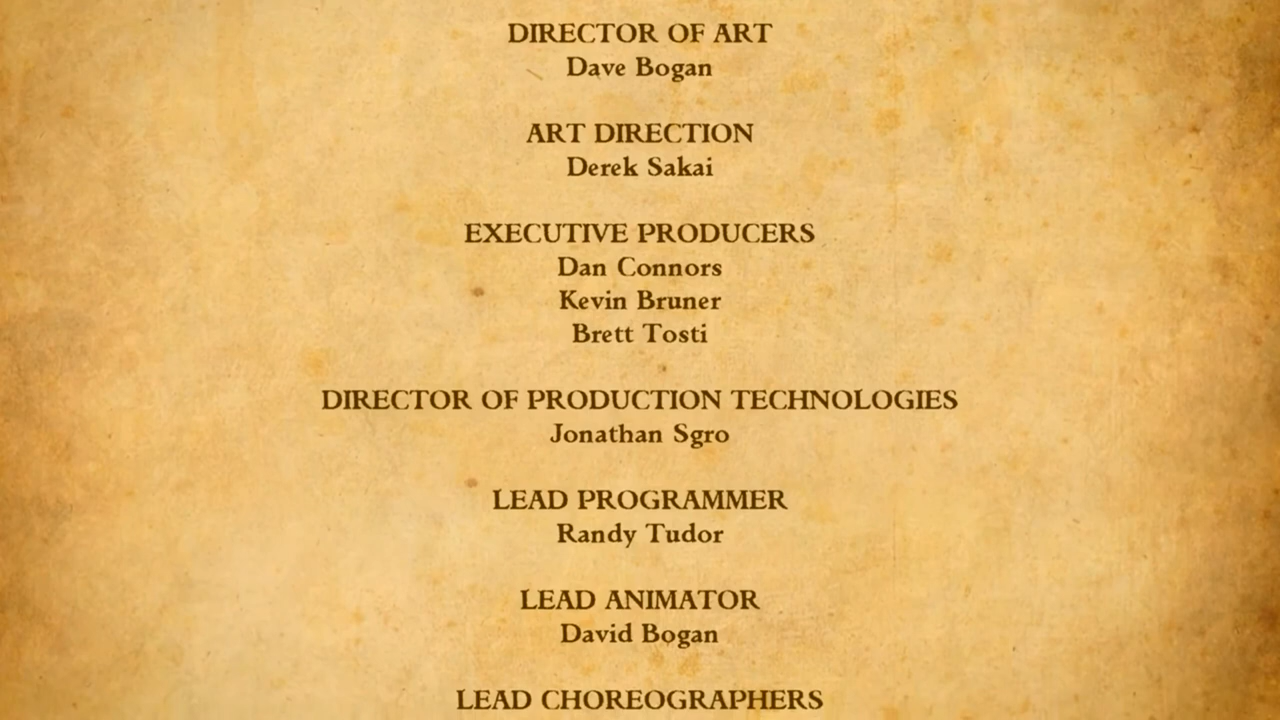 DIRECTOR OF ART
Dave Bogan
ART DIRECTION
Derek Sakai
EXECUTIVE PRODUCERS
Dan Connors
Kevin Bruner
Brett Tosti
DIRECTOR OF PRODUCTION TECHNOLOGIES
Jonathan Sgro
LEAD PROGRAMMER
Randy Tudor
LEAD ANIMATOR
David Bogan
LEAD CHOREOGRAPHERS